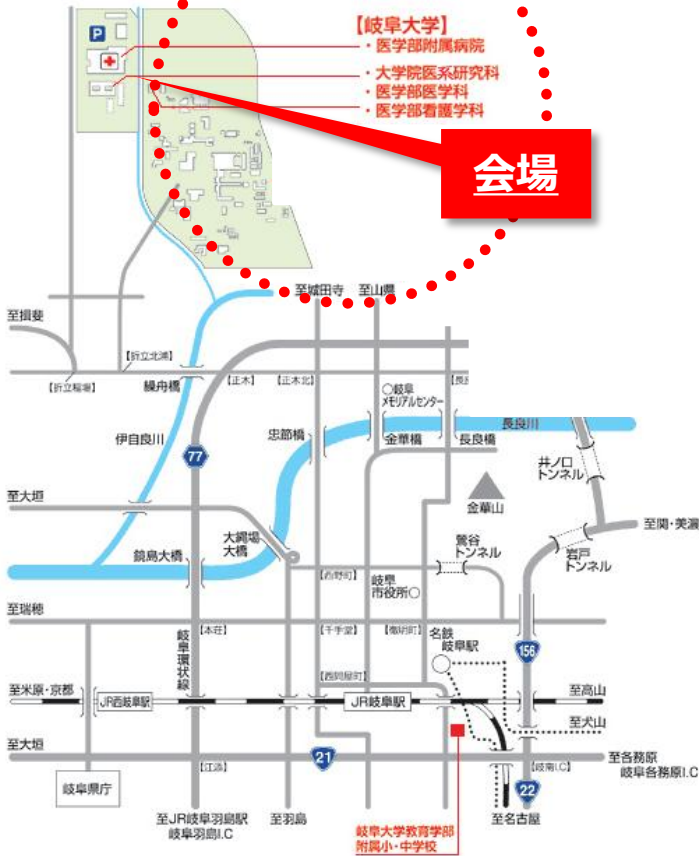 P
【岐阜大学】
・医学部附属病院
・大学院医系研究科
・医学部医学科
・医学部看護学科
会場
至城田寺
至山県
至揖斐
【折立北浦】
【折立稲場】
繰舟橋
【正木】
【正木北】
○岐阜
メモリアルセンター
【長良
長良川
伊自良川
忠節橋
金華橋
長良橋
77
井ノ口
トンネル
金華山
至大垣
大縄場
大橋
至関・美濃
鶯谷
トンネル
岩戸
トンネル
鏡島大橋
【西野町】
岐阜
市役所○
至瑞穂
岐阜環状線
【本荘】
【千手堂】
【徹明町】
名鉄
岐阜駅
156
【西問屋町】
至米原・京都
JR西岐阜駅
JR岐阜駅
至高山
至犬山
至大垣
21
【江添】
【岐南I.C】
至各務原
岐阜各務原I.C
岐阜県庁
22
至JR岐阜羽島駅
岐阜羽島I.C
至羽島
至名古屋
岐阜大学教育学部
附属小・中学校